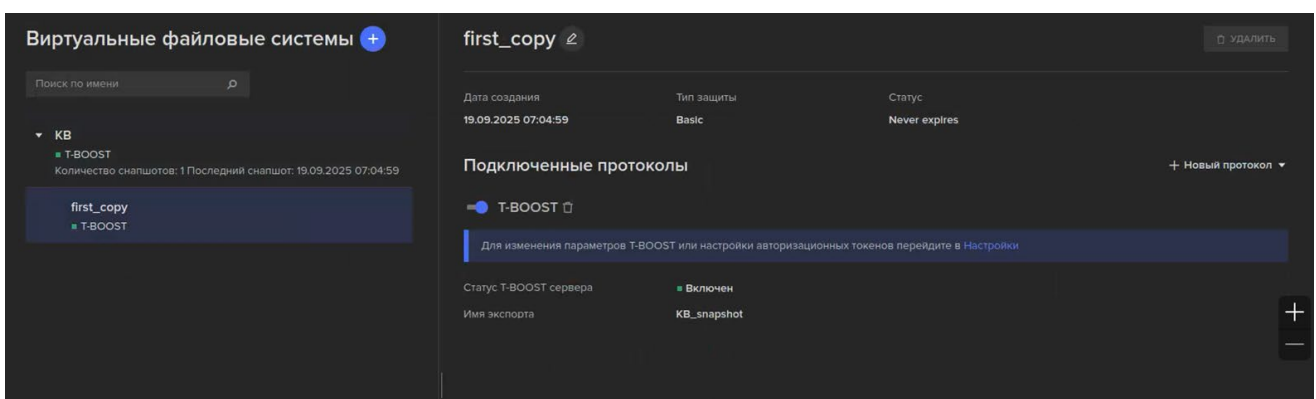 Виртуальные файловые системы
Поиск по имени
КВ
T-BOOST
Количество снапшотов: 1 Последний снапшот: 19.09.2025 07:04:59
first_copy
T-BOOST
first_copy
УДАЛИТЬ
Дата создания
Тип защиты
Статус
19.09.2025 07:04:59
Basic
Never expires
Подключенные протоколы
+ Новый протокол
T-BOOST
Для изменения параметров T-BOOST или настройки авторизационных токенов перейдите в Настройки
Статус T-BOOST сервера
Включен
Имя экспорта
KB_snapshot